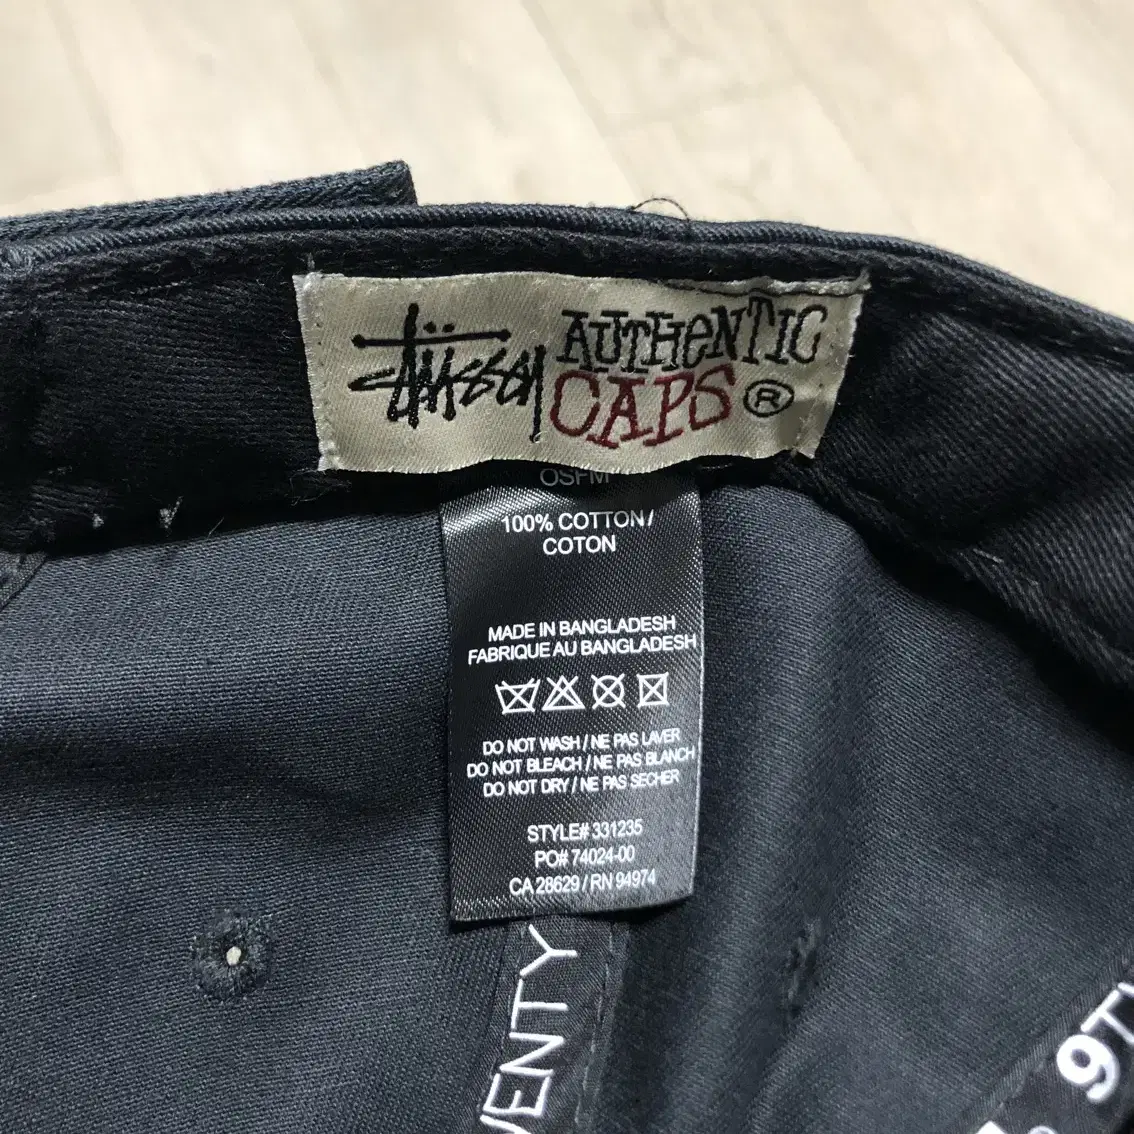 Stüssy AUTHENTIC
CAPS ®
OSFM
100% COTTON/
COTON
MADE IN BANGLADESH
FABRIQUE AU BANGLADESH
DO NOT WASH / NE PAS LAVER
DO NOT BLEACH / NE PAS BLANCH
DO NOT DRY / NE PAS SECHER
STYLE# 331235
PO# 74024-00
CA 28629 / RN 94974
VENTY
9T